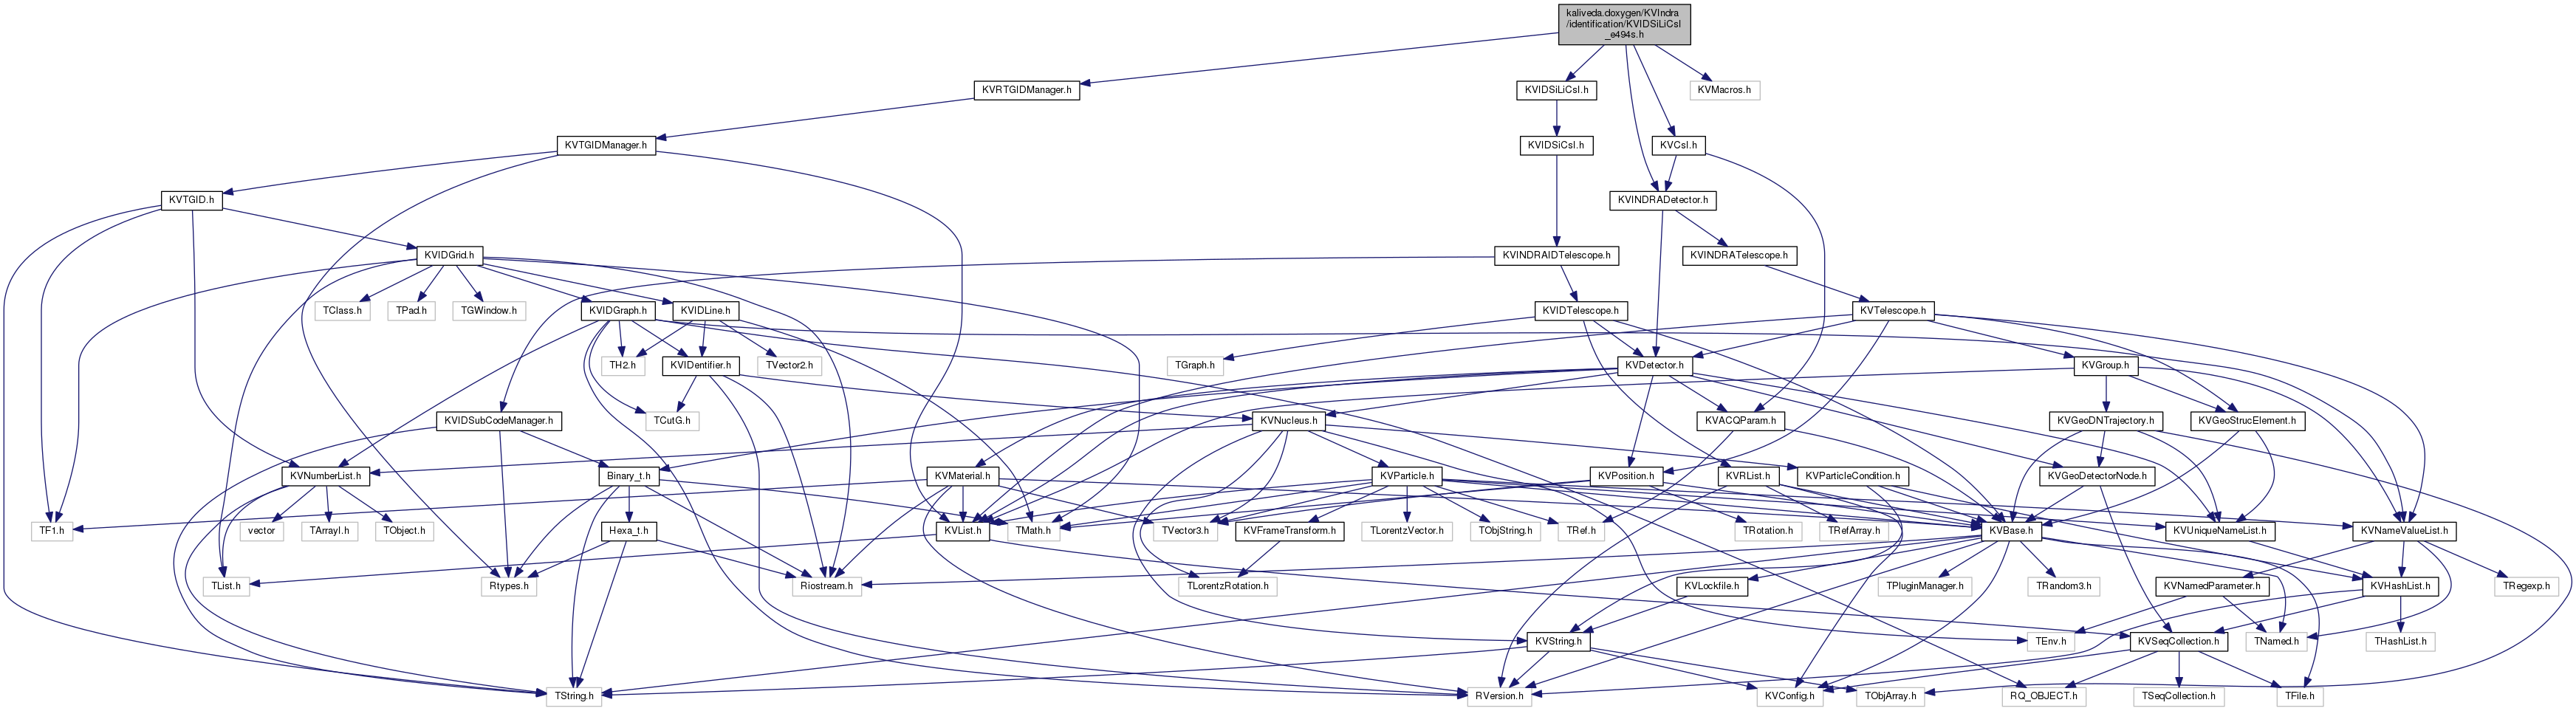 kaliveda.doxygen/KVIndra
/identification/KVIDSiLiCsI
_e494s.h
KVRTGIDManager.h
KVIDSiLiCsI.h
KVMacros.h
KVTGIDManager.h
KVIDSiCsI.h
KVCsI.h
KVTGID.h
KVINDRADetector.h
KVIDGrid.h
KVINDRAIDTelescope.h
KVINDRATelescope.h
TClass.h
TPad.h
TGWindow.h
KVIDGraph.h
KVIDLine.h
KVIDTelescope.h
KVTelescope.h
TH2.h
KVIDentifier.h
TVector2.h
TGraph.h
KVDetector.h
KVGroup.h
KVIDSubCodeManager.h
TCutG.h
KVNucleus.h
KVACQParam.h
KVGeoDNTrajectory.h
KVGeoStrucElement.h
KVNumberList.h
Binary_t.h
KVMaterial.h
KVParticle.h
KVPosition.h
KVRList.h
KVParticleCondition.h
KVGeoDetectorNode.h
TF1.h
vector
TArrayI.h
TObject.h
Hexa_t.h
KVList.h
TMath.h
TVector3.h
KVFrameTransform.h
TLorentzVector.h
TObjString.h
TRef.h
TRotation.h
TRefArray.h
KVBase.h
KVUniqueNameList.h
KVNameValueList.h
TList.h
Rtypes.h
Riostream.h
TLorentzRotation.h
KVLockfile.h
TPluginManager.h
TRandom3.h
KVNamedParameter.h
KVHashList.h
TRegexp.h
KVString.h
TEnv.h
KVSeqCollection.h
TNamed.h
THashList.h
TString.h
RVersion.h
KVConfig.h
TObjArray.h
RQ_OBJECT.h
TSeqCollection.h
TFile.h